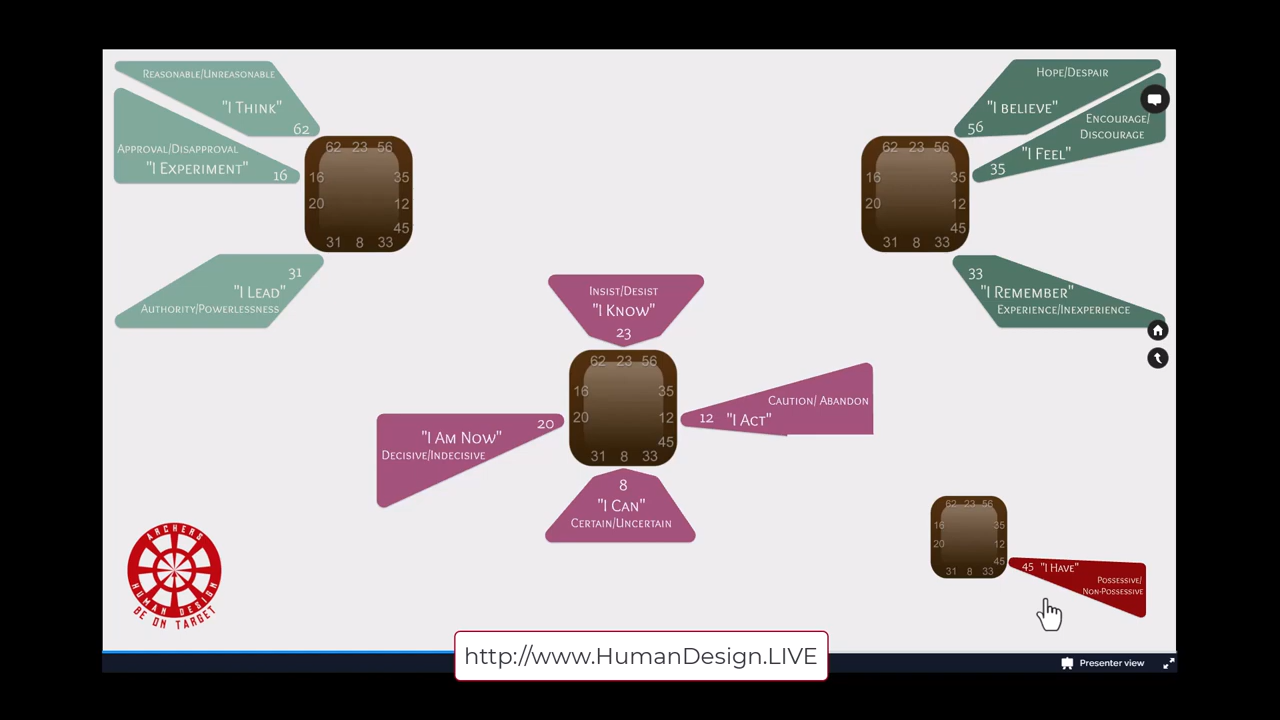 Reasonable/Unreasonable
"I Think"
62
Approval/Disapproval
"I Experiment"
16
62 23 56
16 35
20 12
45
31 8 33
31
"I Lead"
Authority/Powerlessness
Hope/Despair
"I believe"
56
Encourage/
Discourage
"I Feel"
35
62 23 56
16 35
20 12
45
31 8 33
33
"I Remember"
Experience/Inexperience
Insist/Desist
"I Know"
23
62 23 56
16 35
20 12
45
31 8 33
20
"I Am Now"
Decisive/Indecisive
Caution/ Abandon
12 "I Act"
8
"I Can"
Certain/Uncertain
62 23 56
16 35
20 12
45
31 8 33
45 "I Have"
Possessive/
Non-Possessive
ARCHERS
HUMAN DESIGN
BE ON TARGET
http://www.HumanDesign.LIVE
Presenter view